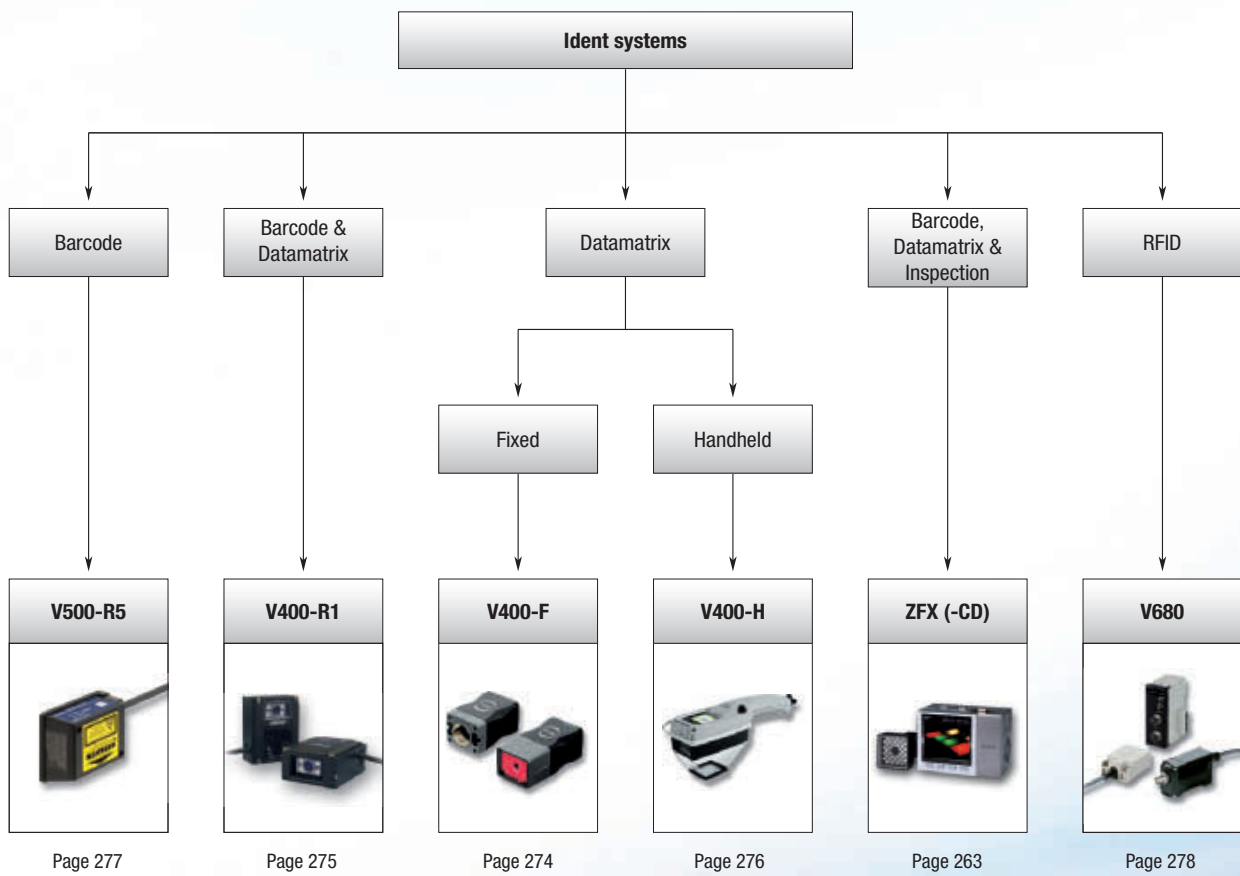 Ident systems
Barcode
Barcode &
Datamatrix
Datamatrix
Barcode,
Datamatrix &
Inspection
RFID
Fixed
Handheld
V500-R5
V400-R1
V400-F
V400-H
ZFX (-CD)
V680
Page 277
Page 275
Page 274
Page 276
Page 263
Page 278